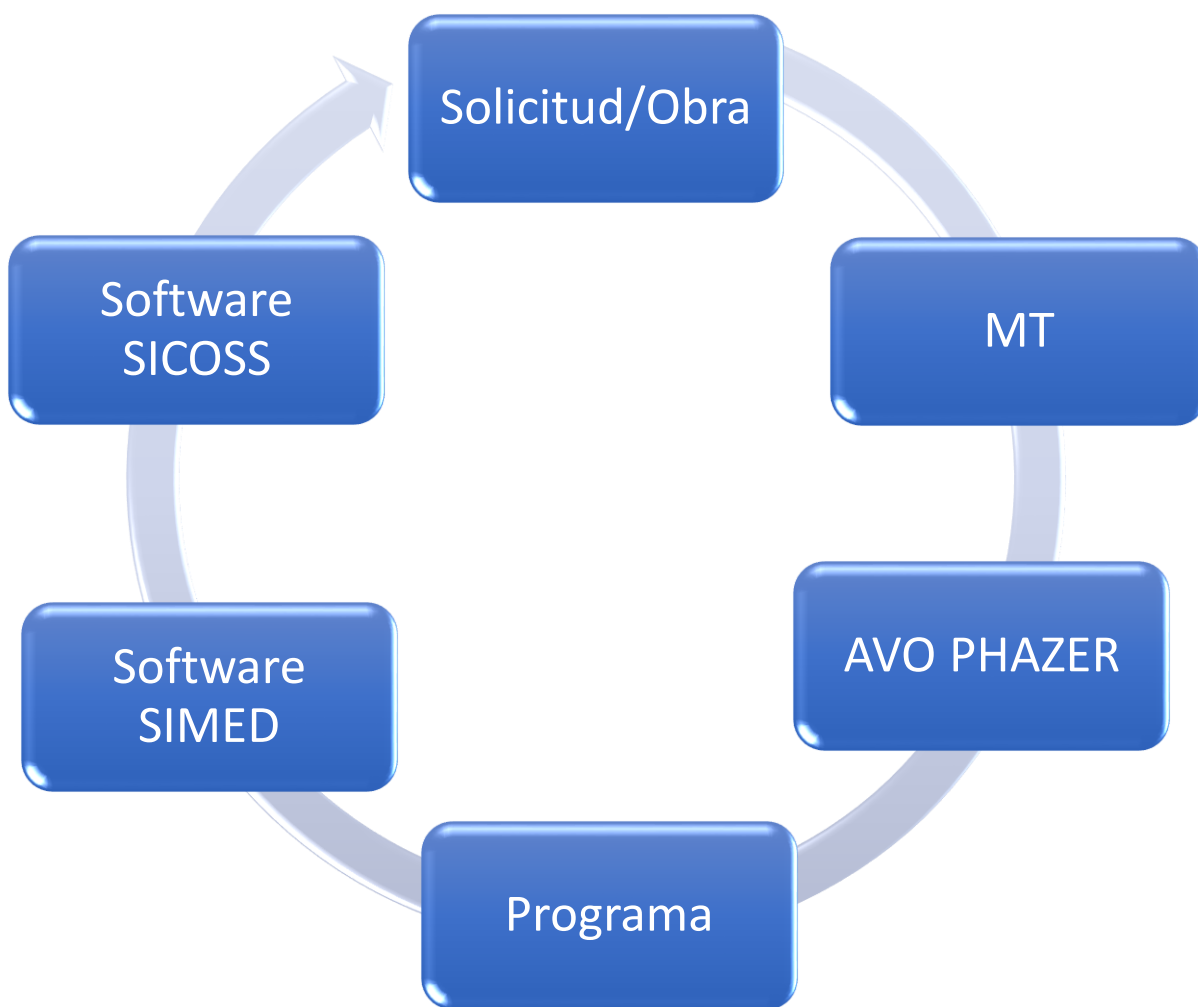 Solicitud/Obra
MT
AVO PHAZER
Programa
Software
SIMED
Software
SICOSS